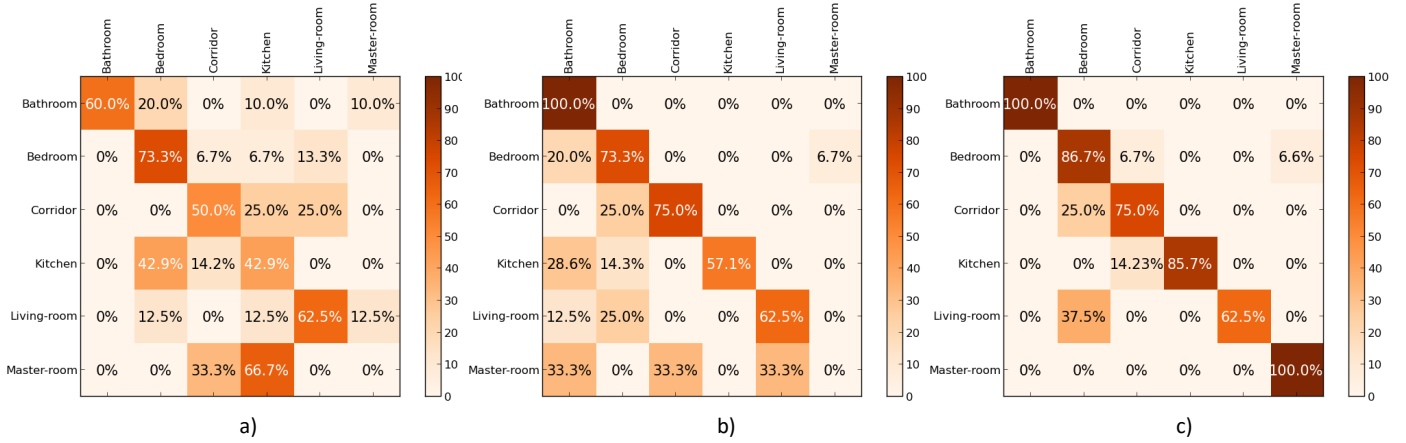 Bathroom Bedroom Corridor Kitchen Living-room Master-room
Bathroom 60.0% 20.0% 0% 10.0% 0% 10.0%
Bedroom 0% 73.3% 6.7% 6.7% 13.3% 0%
Corridor 0% 0% 50.0% 25.0% 25.0% 0%
Kitchen 0% 42.9% 14.2% 42.9% 0% 0%
Living-room 0% 12.5% 0% 12.5% 62.5% 12.5%
Master-room 0% 0% 33.3% 66.7% 0% 0%
100
90
80
70
60
50
40
30
20
10
0
a)
Bathroom Bedroom Corridor Kitchen Living-room Master-room
Bathroom 100.0% 0% 0% 0% 0% 0%
Bedroom 20.0% 73.3% 0% 0% 0% 6.7%
Corridor 0% 25.0% 75.0% 0% 0% 0%
Kitchen 28.6% 14.3% 0% 57.1% 0% 0%
Living-room 12.5% 25.0% 0% 0% 62.5% 0%
Master-room 33.3% 0% 33.3% 0% 33.3% 0%
100
90
80
70
60
50
40
30
20
10
0
b)
Bathroom Bedroom Corridor Kitchen Living-room Master-room
Bathroom 100.0% 0% 0% 0% 0% 0%
Bedroom 0% 86.7% 6.7% 0% 0% 6.6%
Corridor 0% 25.0% 75.0% 0% 0% 0%
Kitchen 0% 0% 14.23% 85.7% 0% 0%
Living-room 0% 37.5% 0% 0% 62.5% 0%
Master-room 0% 0% 0% 0% 0% 100.0%
100
90
80
70
60
50
40
30
20
10
0
c)